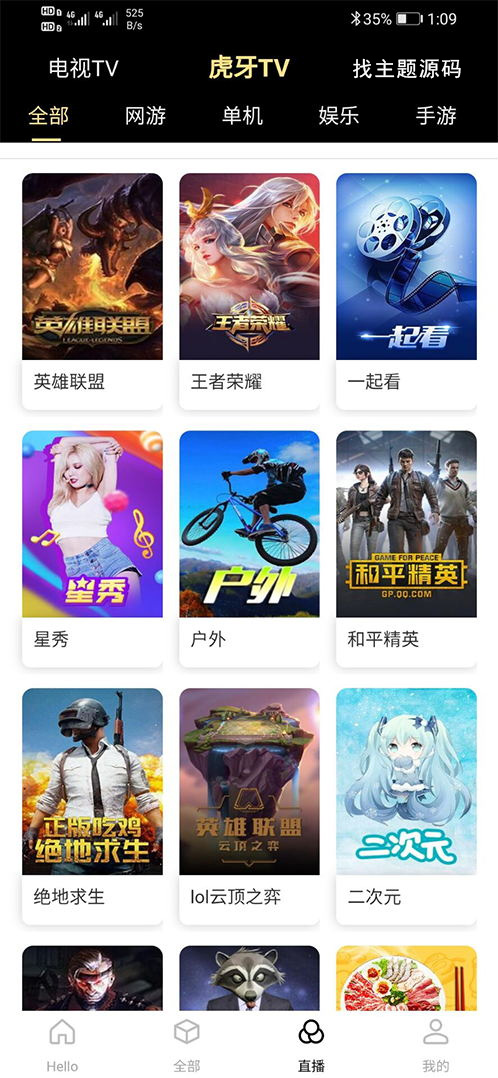 HD 1 4G 4G 525 35% 1:09
HD 2 B/s
电视TV 虎牙TV 找主题源码
全部 网游 单机 娱乐 手游
英雄联盟 王者荣耀 一起看
LEAGUE of LEGENDS
英雄联盟 王者荣耀 一起看
星秀 户外 GAME FOR PEACE
和平精英
GP.QQ.COM
星秀 户外 和平精英
正版吃鸡 英雄联盟
绝地求生 云顶之弈 二次元
绝地求生 lol云顶之弈 二次元
Hello 全部 直播 我的